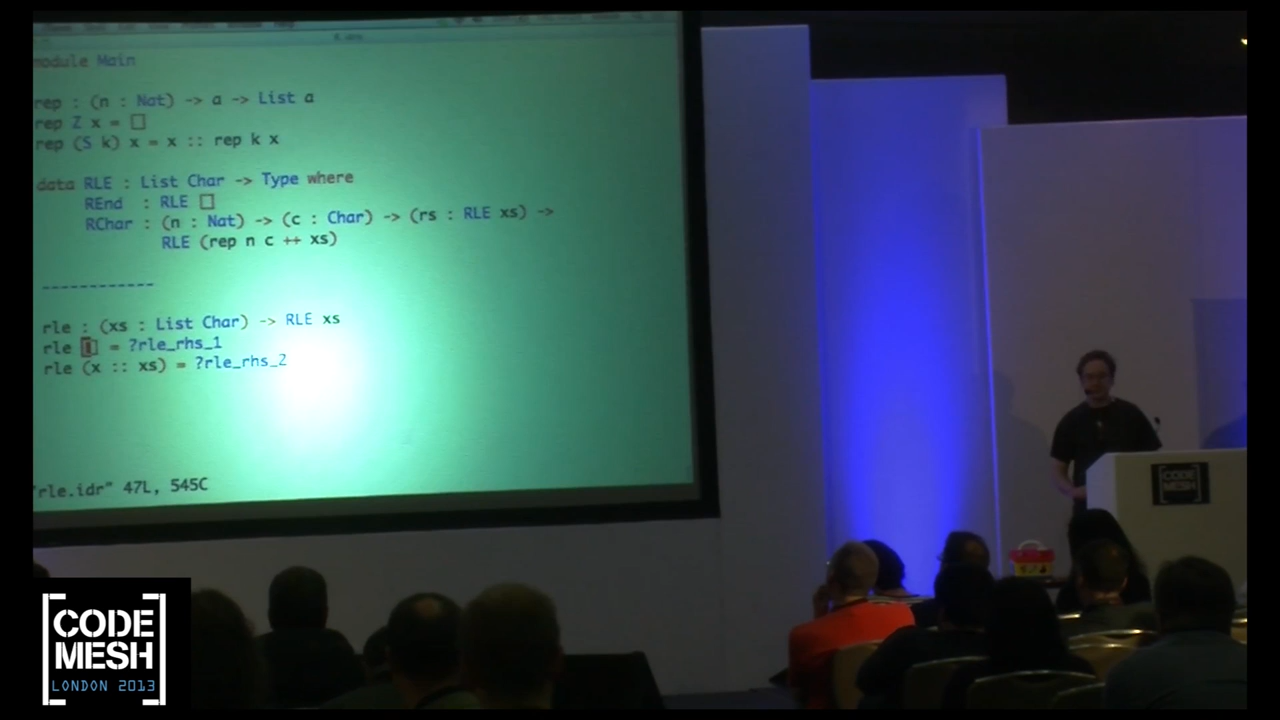 module Main
rep : (n : Nat) -> a -> List a
rep Z x = []
rep (S k) x = x :: rep k x
data RLE : List Char -> Type where
REnd : RLE []
RChar : (n : Nat) -> (c : Char) -> (rs : RLE xs) ->
RLE (rep n c ++ xs)
------------
rle : (xs : List Char) -> RLE xs
rle [] = ?rle_rhs_1
rle (x :: xs) = ?rle_rhs_2
"rle.idr" 47L, 545C
CODE
MESH
CODE
MESH
LONDON 2013